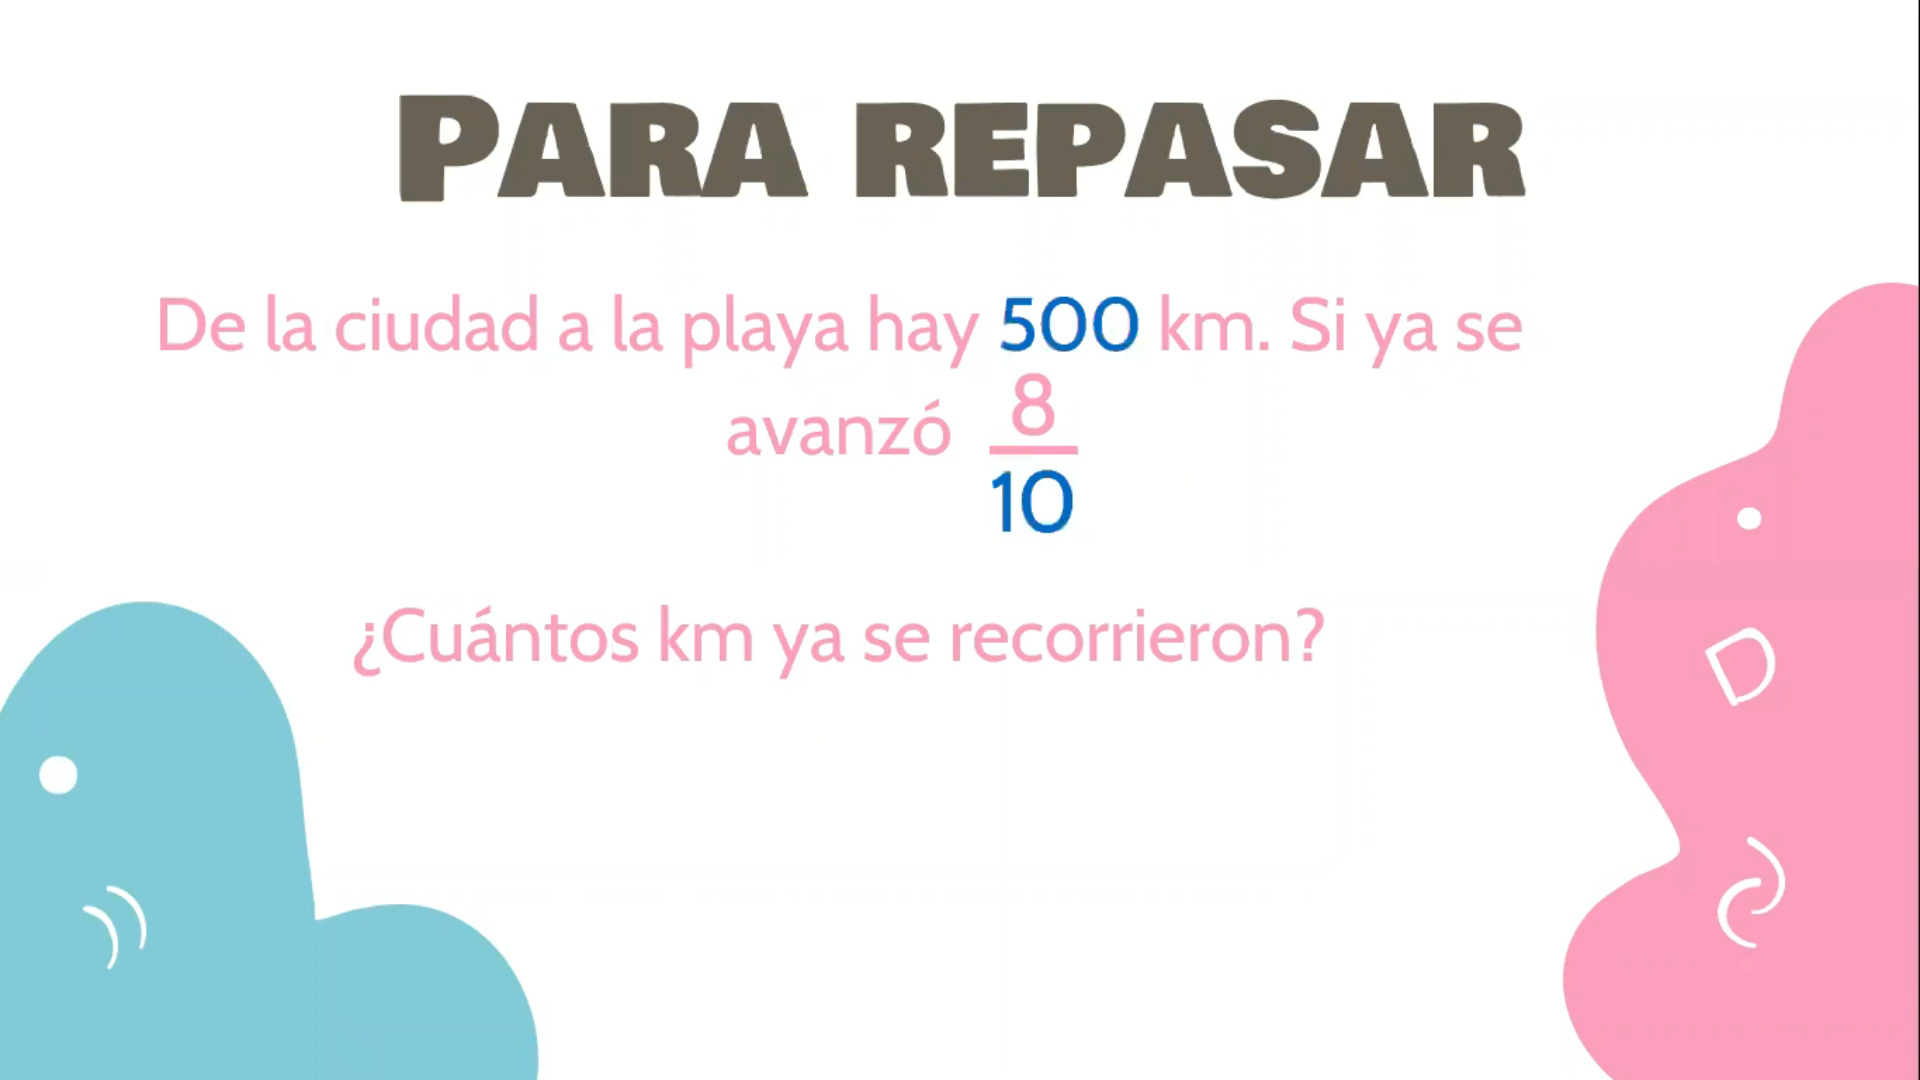 PARA REPASAR
De la ciudad a la playa hay 500 km. Si ya se
avanzó 8/10
¿Cuántos km ya se recorrieron?